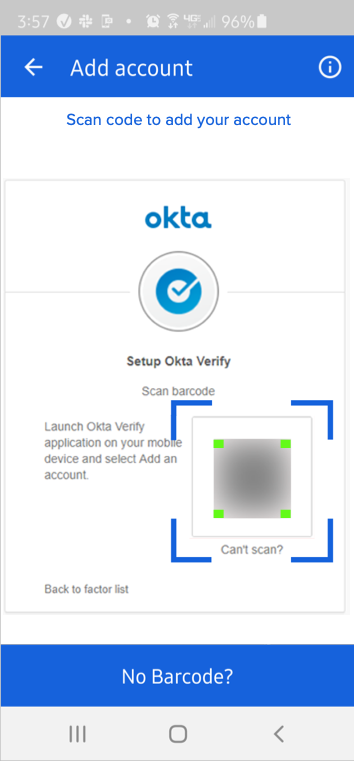 3:57 96%
Add account
Scan code to add your account
okta
Setup Okta Verify
Scan barcode
Launch Okta Verify
application on your mobile
device and select Add an
account.
Can't scan?
Back to factor list
No Barcode?